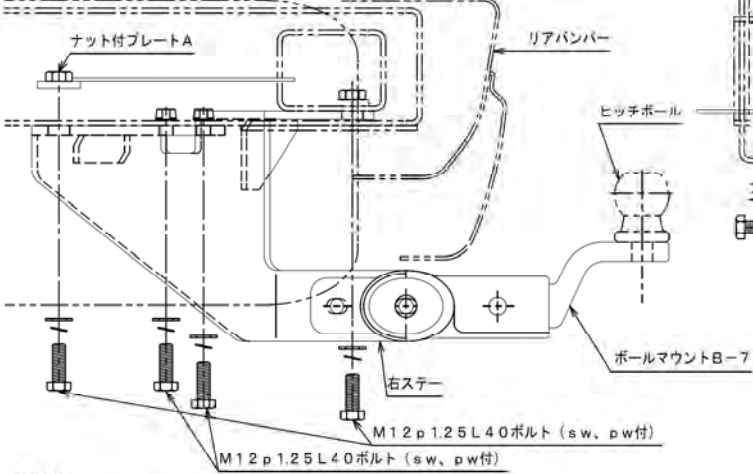 ナット付プレートA
リアバンパー
ヒッチボール
ボールマウントB－7
右ステー
M12p1.25L40ボルト（sw、pw付）
M12p1.25L40ボルト（sw、pw付）